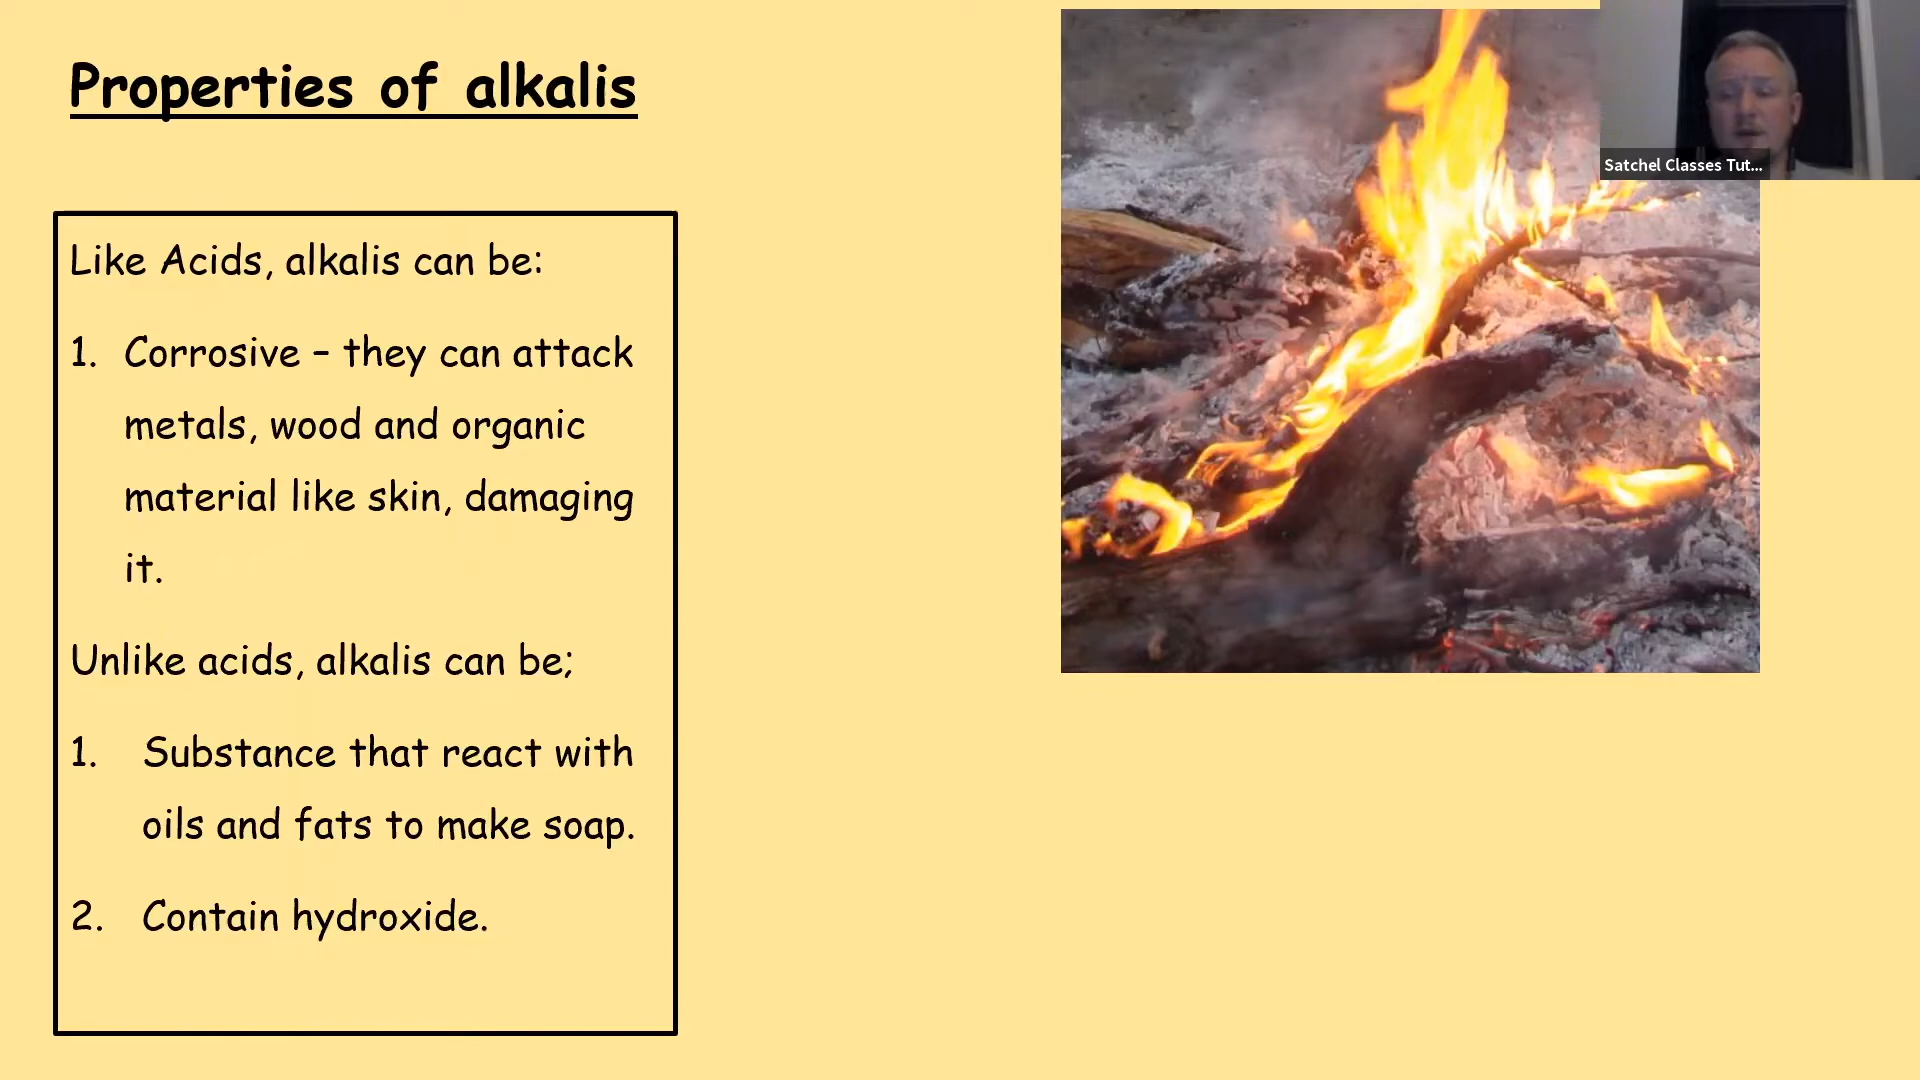 Properties of alkalis
Like Acids, alkalis can be:
1. Corrosive – they can attack
metals, wood and organic
material like skin, damaging
it.
Unlike acids, alkalis can be;
1. Substance that react with
oils and fats to make soap.
2. Contain hydroxide.
Satchel Classes Tut...